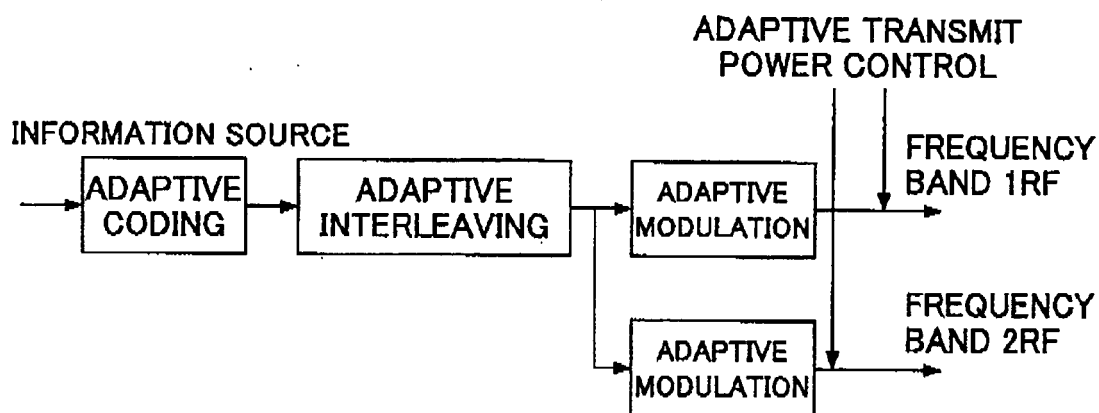 ADAPTIVE TRANSMIT
POWER CONTROL
INFORMATION SOURCE
ADAPTIVE
CODING
ADAPTIVE
INTERLEAVING
ADAPTIVE
MODULATION
FREQUENCY
BAND 1RF
ADAPTIVE
MODULATION
FREQUENCY
BAND 2RF